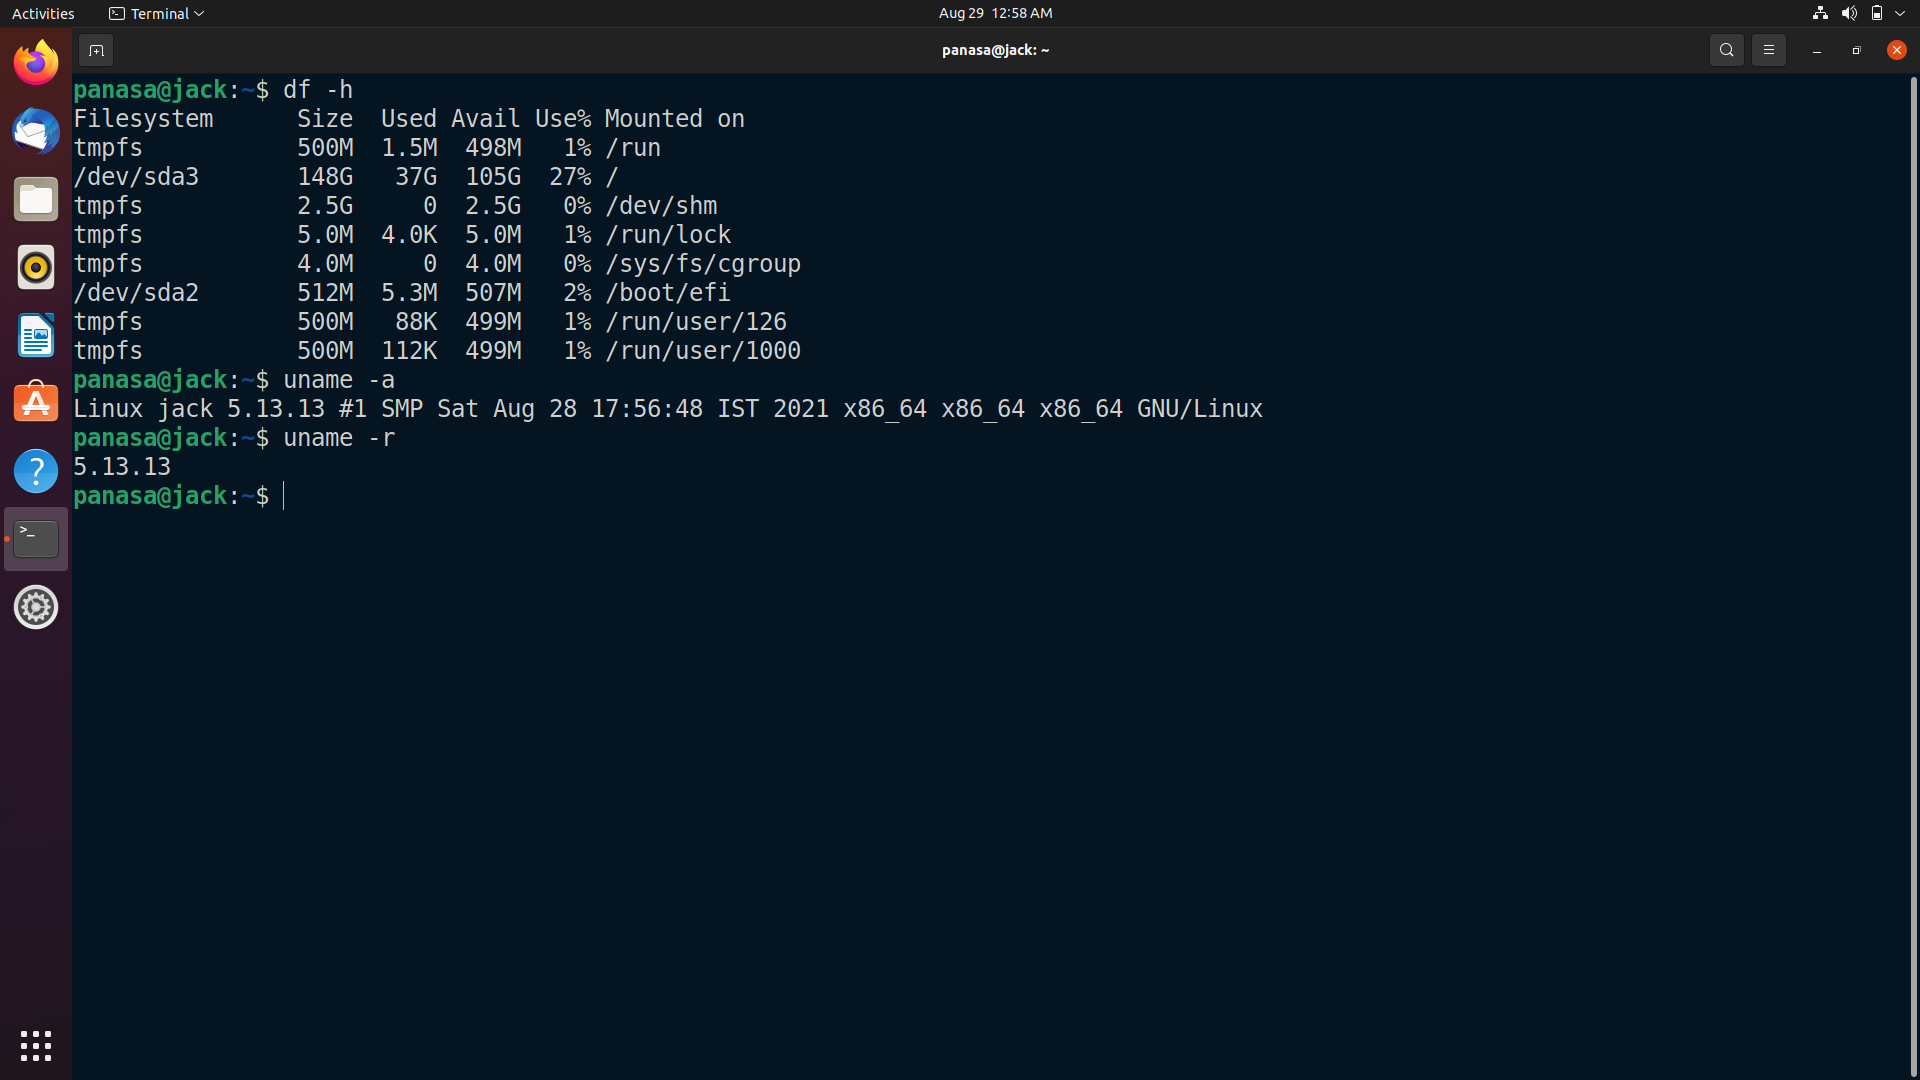 Activities
Terminal
Aug 29 12:58 AM
panasa@jack: ~
panasa@jack:~$ df -h
Filesystem      Size  Used Avail Use% Mounted on
tmpfs           500M  1.5M  498M   1% /run
/dev/sda3       148G   37G  105G  27% /
tmpfs           2.5G     0  2.5G   0% /dev/shm
tmpfs           5.0M  4.0K  5.0M   1% /run/lock
tmpfs           4.0M     0  4.0M   0% /sys/fs/cgroup
/dev/sda2       512M  5.3M  507M   2% /boot/efi
tmpfs           500M   88K  499M   1% /run/user/126
tmpfs           500M  112K  499M   1% /run/user/1000
panasa@jack:~$ uname -a
Linux jack 5.13.13 #1 SMP Sat Aug 28 17:56:48 IST 2021 x86_64 x86_64 x86_64 GNU/Linux
panasa@jack:~$ uname -r
5.13.13
panasa@jack:~$